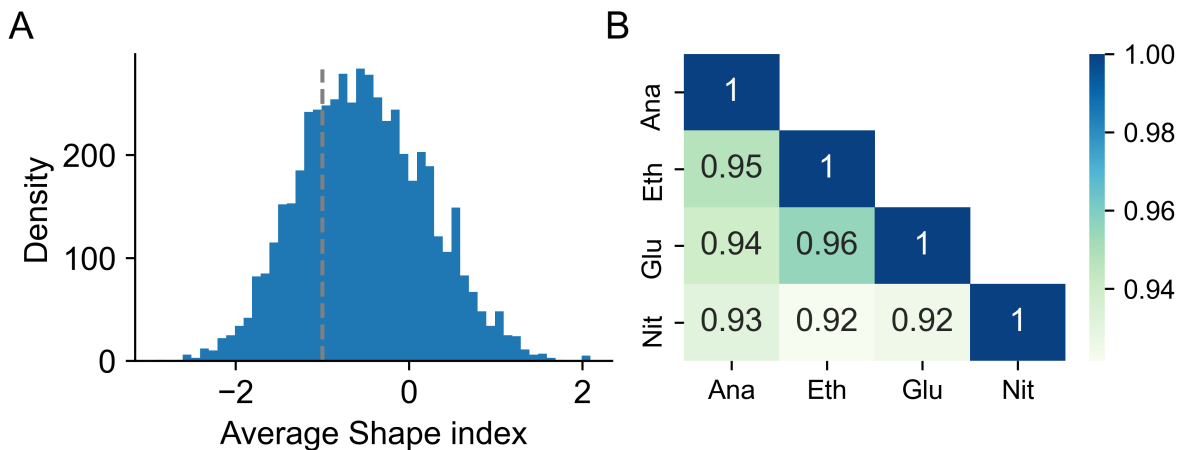 A
Density
200
100
0
−2
0
2
Average Shape index
B
Ana
Eth
Glu
Nit
1
0.95
1
0.94
0.96
1
0.93
0.92
0.92
1
Ana
Eth
Glu
Nit
1.00
0.98
0.96
0.94